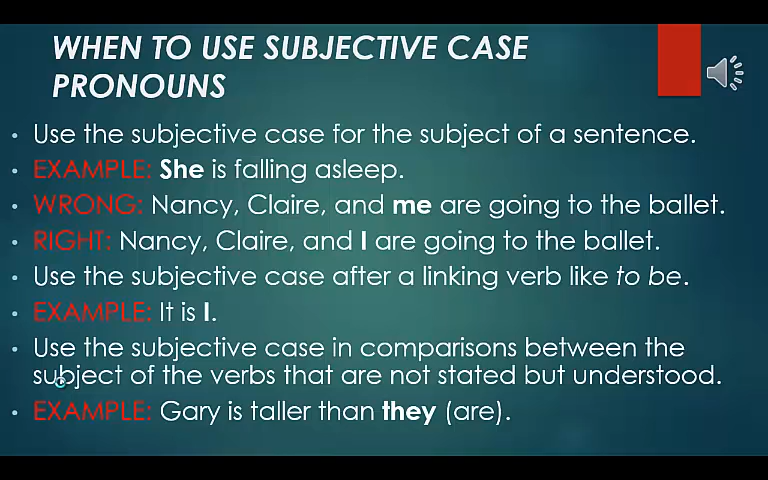 WHEN TO USE SUBJECTIVE CASE
PRONOUNS
• Use the subjective case for the subject of a sentence.
• EXAMPLE: She is falling asleep.
• WRONG: Nancy, Claire, and me are going to the ballet.
• RIGHT: Nancy, Claire, and I are going to the ballet.
• Use the subjective case after a linking verb like to be.
• EXAMPLE: It is I.
• Use the subjective case in comparisons between the
subject of the verbs that are not stated but understood.
• EXAMPLE: Gary is taller than they (are).